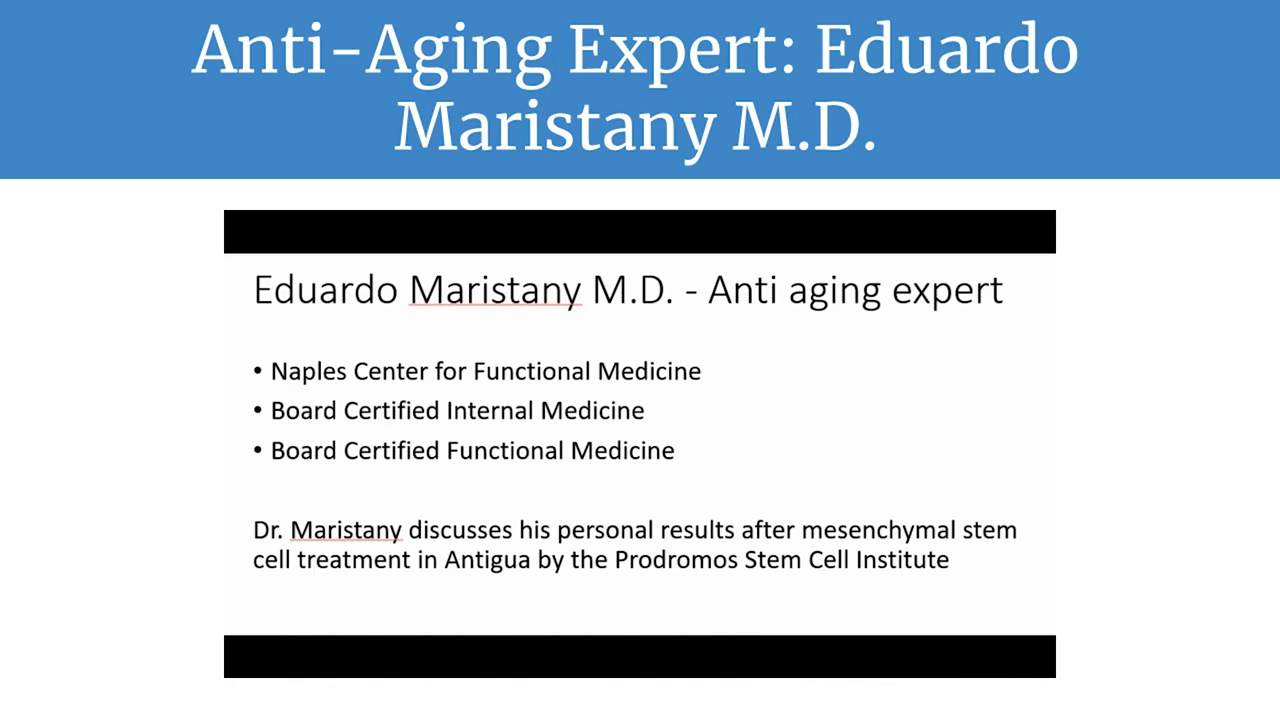 Anti-Aging Expert: Eduardo
Maristany M.D.
Eduardo Maristany M.D. - Anti aging expert
• Naples Center for Functional Medicine
• Board Certified Internal Medicine
• Board Certified Functional Medicine
Dr. Maristany discusses his personal results after mesenchymal stem
cell treatment in Antigua by the Prodromos Stem Cell Institute